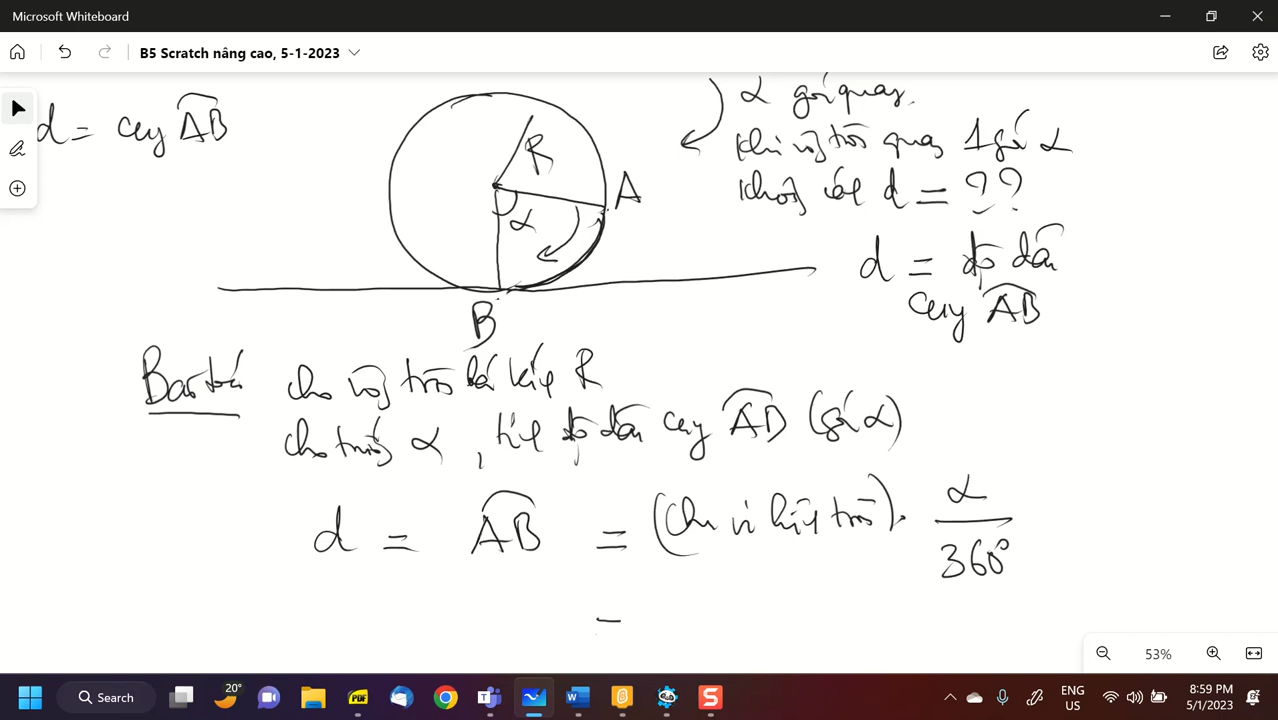 Microsoft Whiteboard
B5 Scratch nâng cao, 5-1-2023
d = cung AB
R
A
α
B
α góc quay.
khi vòng tròn quay 1 góc α
khoảng cách d = ??
d = độ dài
cung AB
Bài toán cho vòng tròn bán kính R
cho trước α, tính độ dài cung AB (góc α)
d = AB = (Chu vi hình tròn). α
360°
=
53%
Search
20°
PDF
ENG
US
8:59 PM
5/1/2023